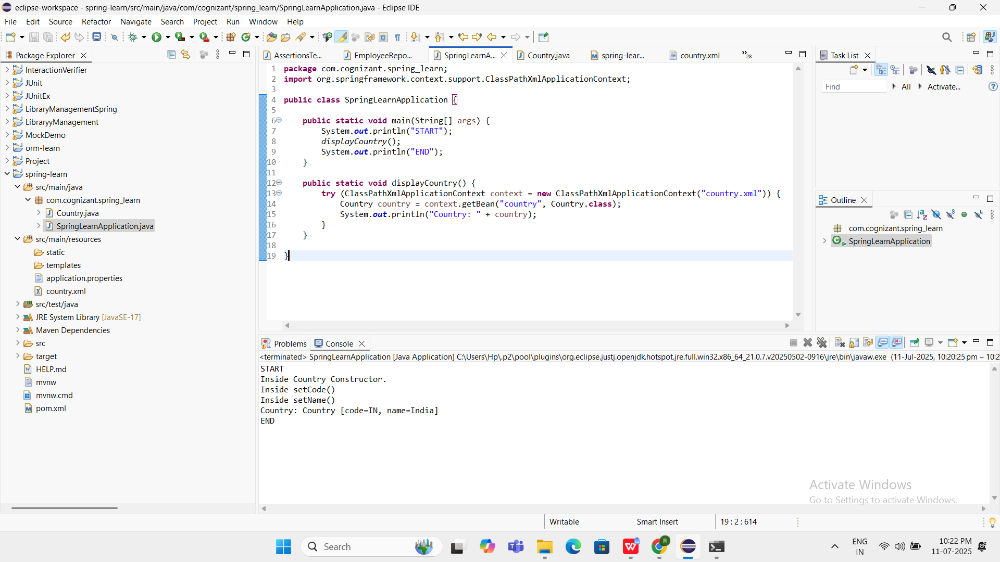 eclipse-workspace - spring-learn/src/main/java/com/cognizant/spring_learn/SpringLearnApplication.java - Eclipse IDE
File Edit Source Refactor Navigate Search Project Run Window Help
Package Explorer
InteractionVerifier
JUnit
JUnitEx
LibraryManagementSpring
LibraryyManagement
MockDemo
orm-learn
Project
spring-learn
src/main/java
com.cognizant.spring_learn
Country.java
SpringLearnApplication.java
src/main/resources
static
templates
application.properties
country.xml
src/test/java
JRE System Library [JavaSE-17]
Maven Dependencies
src
target
HELP.md
mvnw
mvnw.cmd
pom.xml
AssertionsTe... EmployeeRepo... SpringLearnA... Country.java spring-lear... country.xml »28
1 package com.cognizant.spring_learn;
2 import org.springframework.context.support.ClassPathXmlApplicationContext;
3
4 public class SpringLearnApplication {
5
6 public static void main(String[] args) {
7 System.out.println("START");
8 displayCountry();
9 System.out.println("END");
10 }
11
12 public static void displayCountry() {
13 try (ClassPathXmlApplicationContext context = new ClassPathXmlApplicationContext("country.xml")) {
14 Country country = context.getBean("country", Country.class);
15 System.out.println("Country: " + country);
16 }
17 }
18
19 }
Task List
Find All Activate...
Outline
com.cognizant.spring_learn
SpringLearnApplication
Problems Console
<terminated> SpringLearnApplication [Java Application] C:\Users\Hp\.p2\pool\plugins\org.eclipse.justj.openjdk.hotspot.jre.full.win32.x86_64_21.0.7.v20250502-0916\jre\bin\javaw.exe (11-Jul-2025, 10:20:25 pm – 10:2
START
Inside Country Constructor.
Inside setCode()
Inside setName()
Country: Country [code=IN, name=India]
END
Activate Windows
Go to Settings to activate Windows.
Writable Smart Insert 19 : 2 : 614
Search
ENG
IN
10:22 PM
11-07-2025